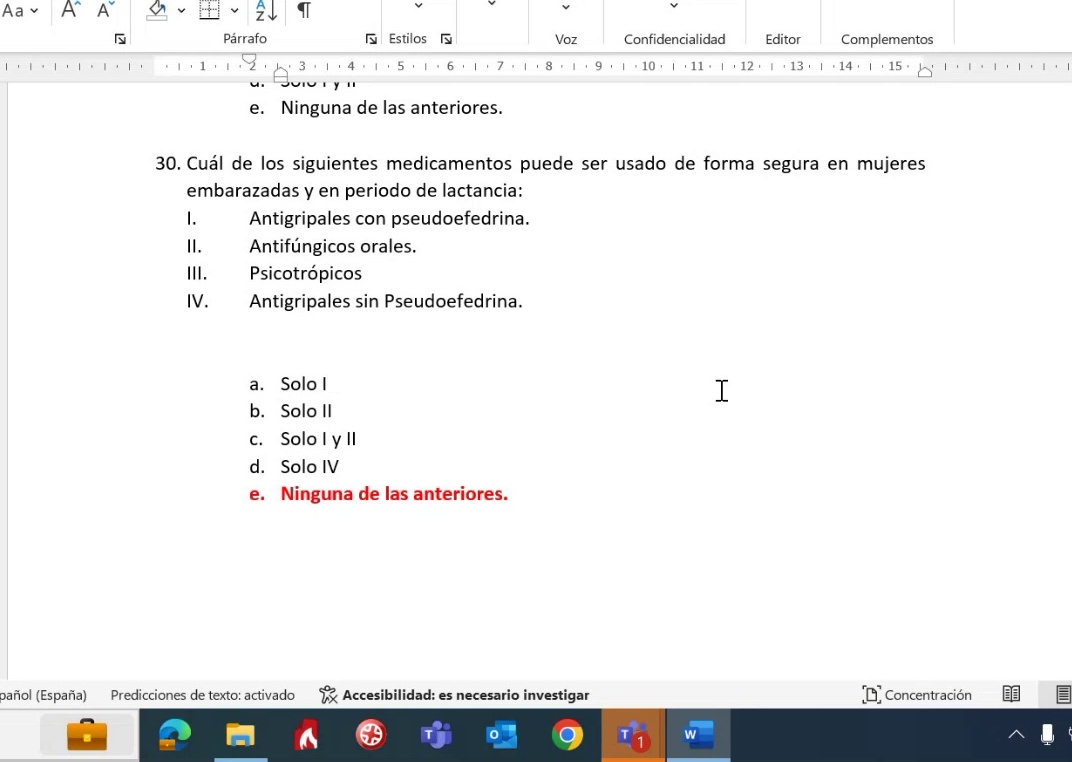 Aa A A A Z ¶
Párrafo Estilos Voz Confidencialidad Editor Complementos
1 2 3 4 5 6 7 8 9 10 11 12 13 14 15
d. Solo I y II
e. Ninguna de las anteriores.
30. Cuál de los siguientes medicamentos puede ser usado de forma segura en mujeres
embarazadas y en periodo de lactancia:
I. Antigripales con pseudoefedrina.
II. Antifúngicos orales.
III. Psicotrópicos
IV. Antigripales sin Pseudoefedrina.
a. Solo I
b. Solo II
c. Solo I y II
d. Solo IV
e. Ninguna de las anteriores.
pañol (España) Predicciones de texto: activado Accesibilidad: es necesario investigar Concentración
T O T 1 W